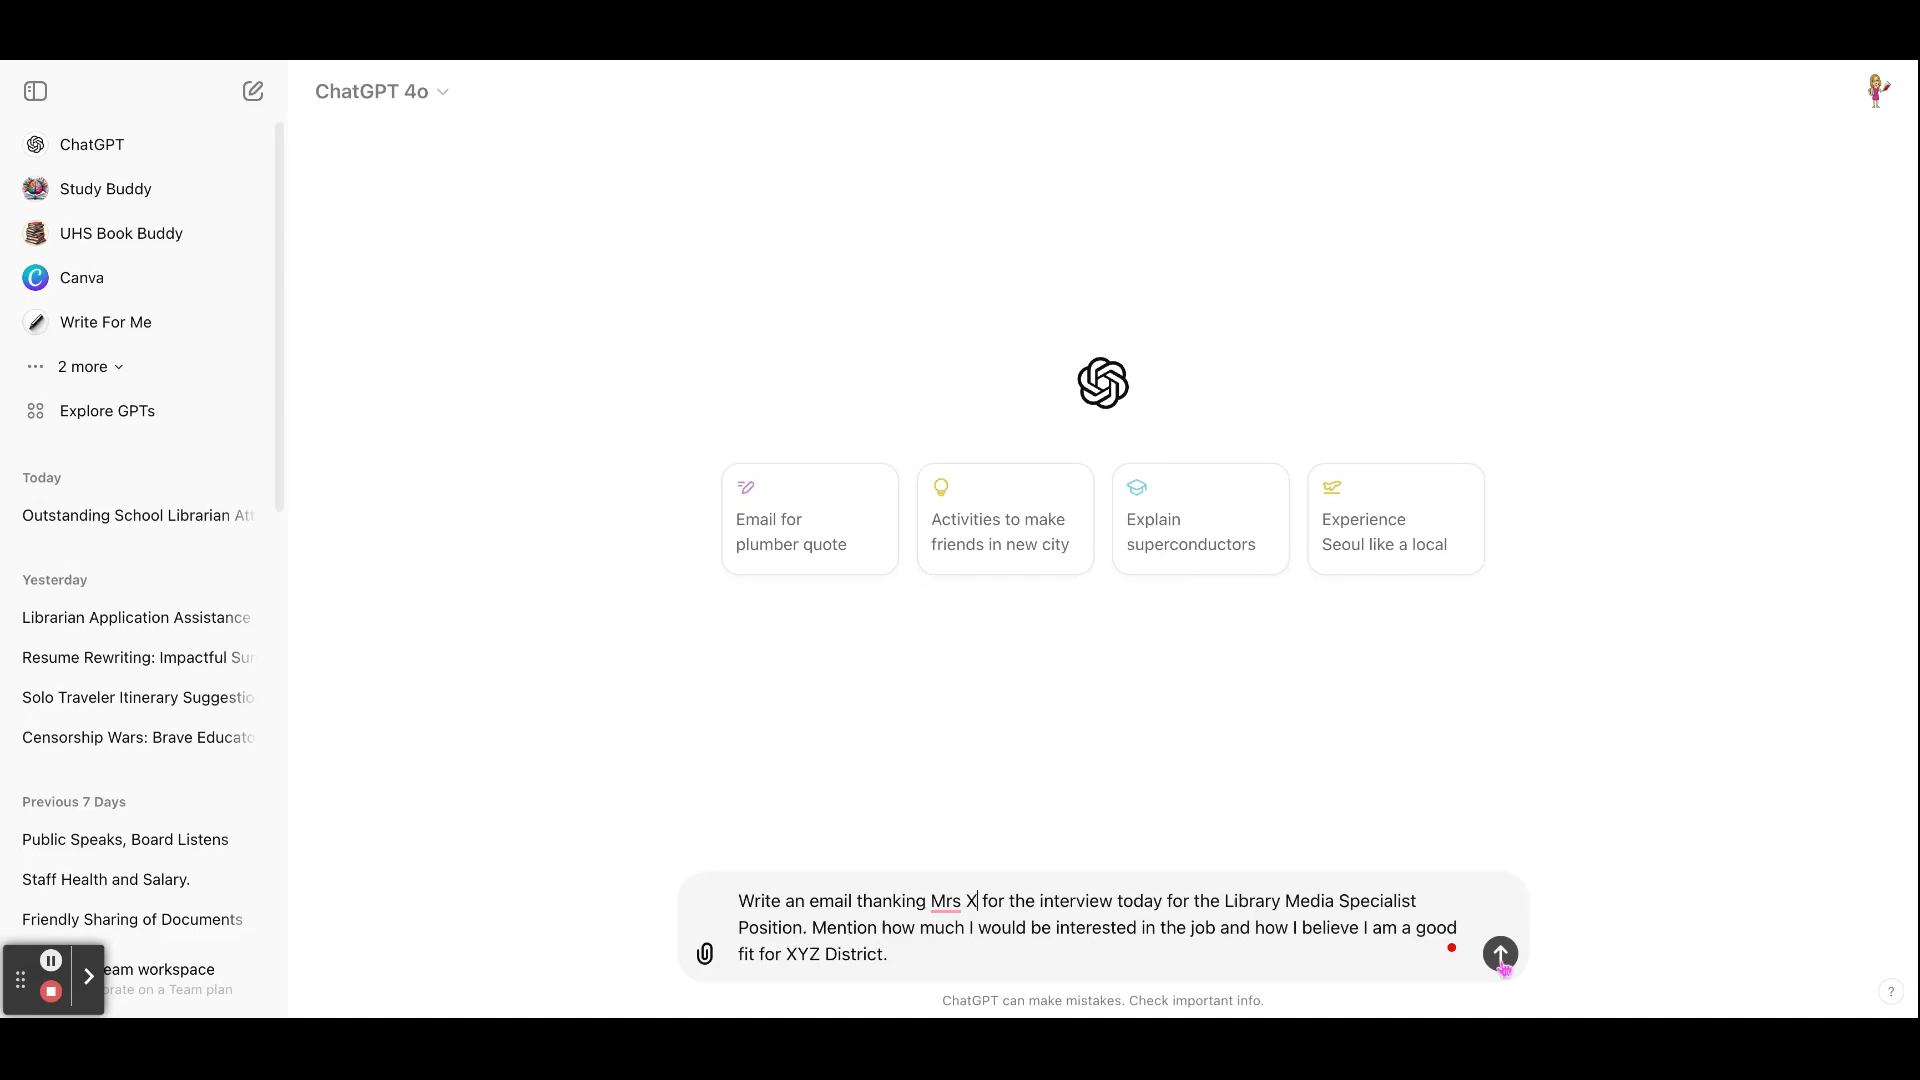 ChatGPT 4o
ChatGPT
Study Buddy
UHS Book Buddy
Canva
Write For Me
2 more
Explore GPTs
Today
Outstanding School Librarian Att
Yesterday
Librarian Application Assistance
Resume Rewriting: Impactful Sur
Solo Traveler Itinerary Suggestio
Censorship Wars: Brave Educato
Previous 7 Days
Public Speaks, Board Listens
Staff Health and Salary.
Friendly Sharing of Documents
eam workspace
orate on a Team plan
Email for
plumber quote
Activities to make
friends in new city
Explain
superconductors
Experience
Seoul like a local
Write an email thanking Mrs X for the interview today for the Library Media Specialist
Position. Mention how much I would be interested in the job and how I believe I am a good
fit for XYZ District.
ChatGPT can make mistakes. Check important info.
?